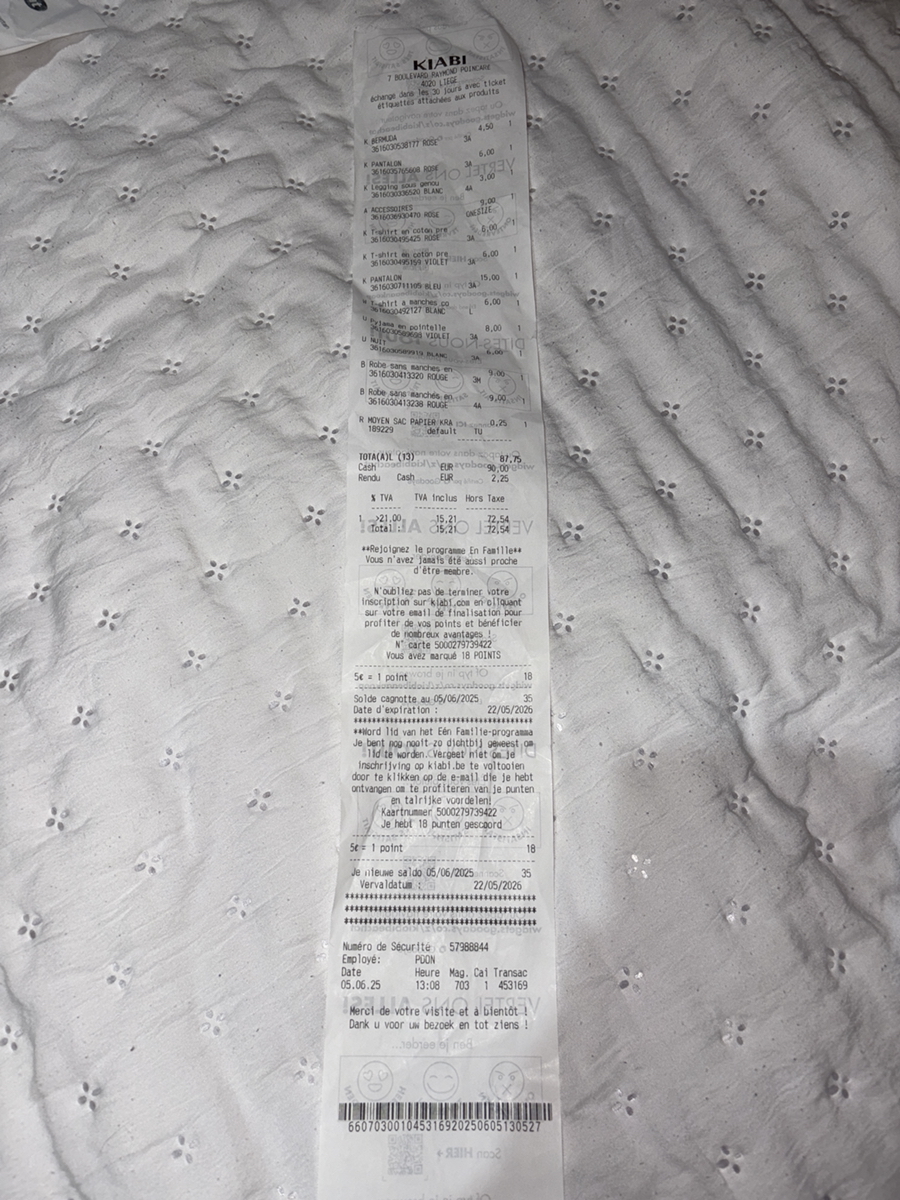 KIABI
7 BOULEVARD RAYMOND POINCARE
4020 LIEGE
échange dans les 30 jours avec ticket
étiquettes attachées aux produits
K BERMUDA 4,50 1
3616030538177 ROSE 3A
K PANTALON 6,00 1
3616035765808 ROSE 3A
K Legging sous genou 3,00 1
3616030336520 BLANC 4A
A ACCESSOIRES 9,00 1
3616036930470 ROSE ONESIZE
K T-shirt en coton pre 6,00 1
3616030495425 ROSE 3A
K T-shirt en coton pre 6,00 1
3616030495159 VIOLET 3A
K PANTALON 15,00 1
3616030711105 BLEU 3A
H T-shirt a manches co 6,00 1
3616030492127 BLANC L
U Pyjama en pointelle 8,00 1
VIOLET 3A
U NUIT 6,00 1
3616030989919 BLANC 3A
B Robe sans manches en 9,00 1
3616030413320 ROUGE 3M
B Robe sans manches en 9,00 1
3616030413238 ROUGE 4A
R MOYEN SAC PAPIER KRA 0,25 1
189229 default TU
TOTA(A)L (13) 87,75
Cash EUR 90,00
Rendu Cash EUR 2,25
% TVA TVA inclus Hors Taxe
1 >21.00 15,21 72,54
Total: 15,21 72,54
**Rejoignez le programme En Famille**
Vous n'avez jamais été aussi proche
d'être membre.
N'oubliez pas de terminer votre
inscription sur kiabi.com en cliquant
sur votre email de finalisation pour
profiter de vos points et bénéficier
de nombreux avantages !
N° carte 5000279739422
Vous avez marqué 18 POINTS
5€ = 1 point 18
Solde cagnotte au 05/06/2025 35
Date d'expiration : 22/05/2026
**Word lid van het Eén Familie-programma
Je bent nog nooit zo dichtbij geweest om
lid te worden. Vergeet niet om je
inschrijving op kiabi.be te voltooien
door te klikken op de e-mail die je hebt
ontvangen om te profiteren van je punten
en talrijke voordelen!
Kaartnummer 5000279739422
Je hebt 18 punten gescoord
5€ = 1 point 18
Je nieuwe saldo 05/06/2025 35
Vervaldatum : 22/05/2026
Numéro de Sécurité 57988844
Employé: PDON
Date Heure Mag. Cai Transac
05.06.25 13:08 703 1 453169
Merci de votre visite et à bientôt !
Dank u voor uw bezoek en tot ziens !
660703001045316920250605130527